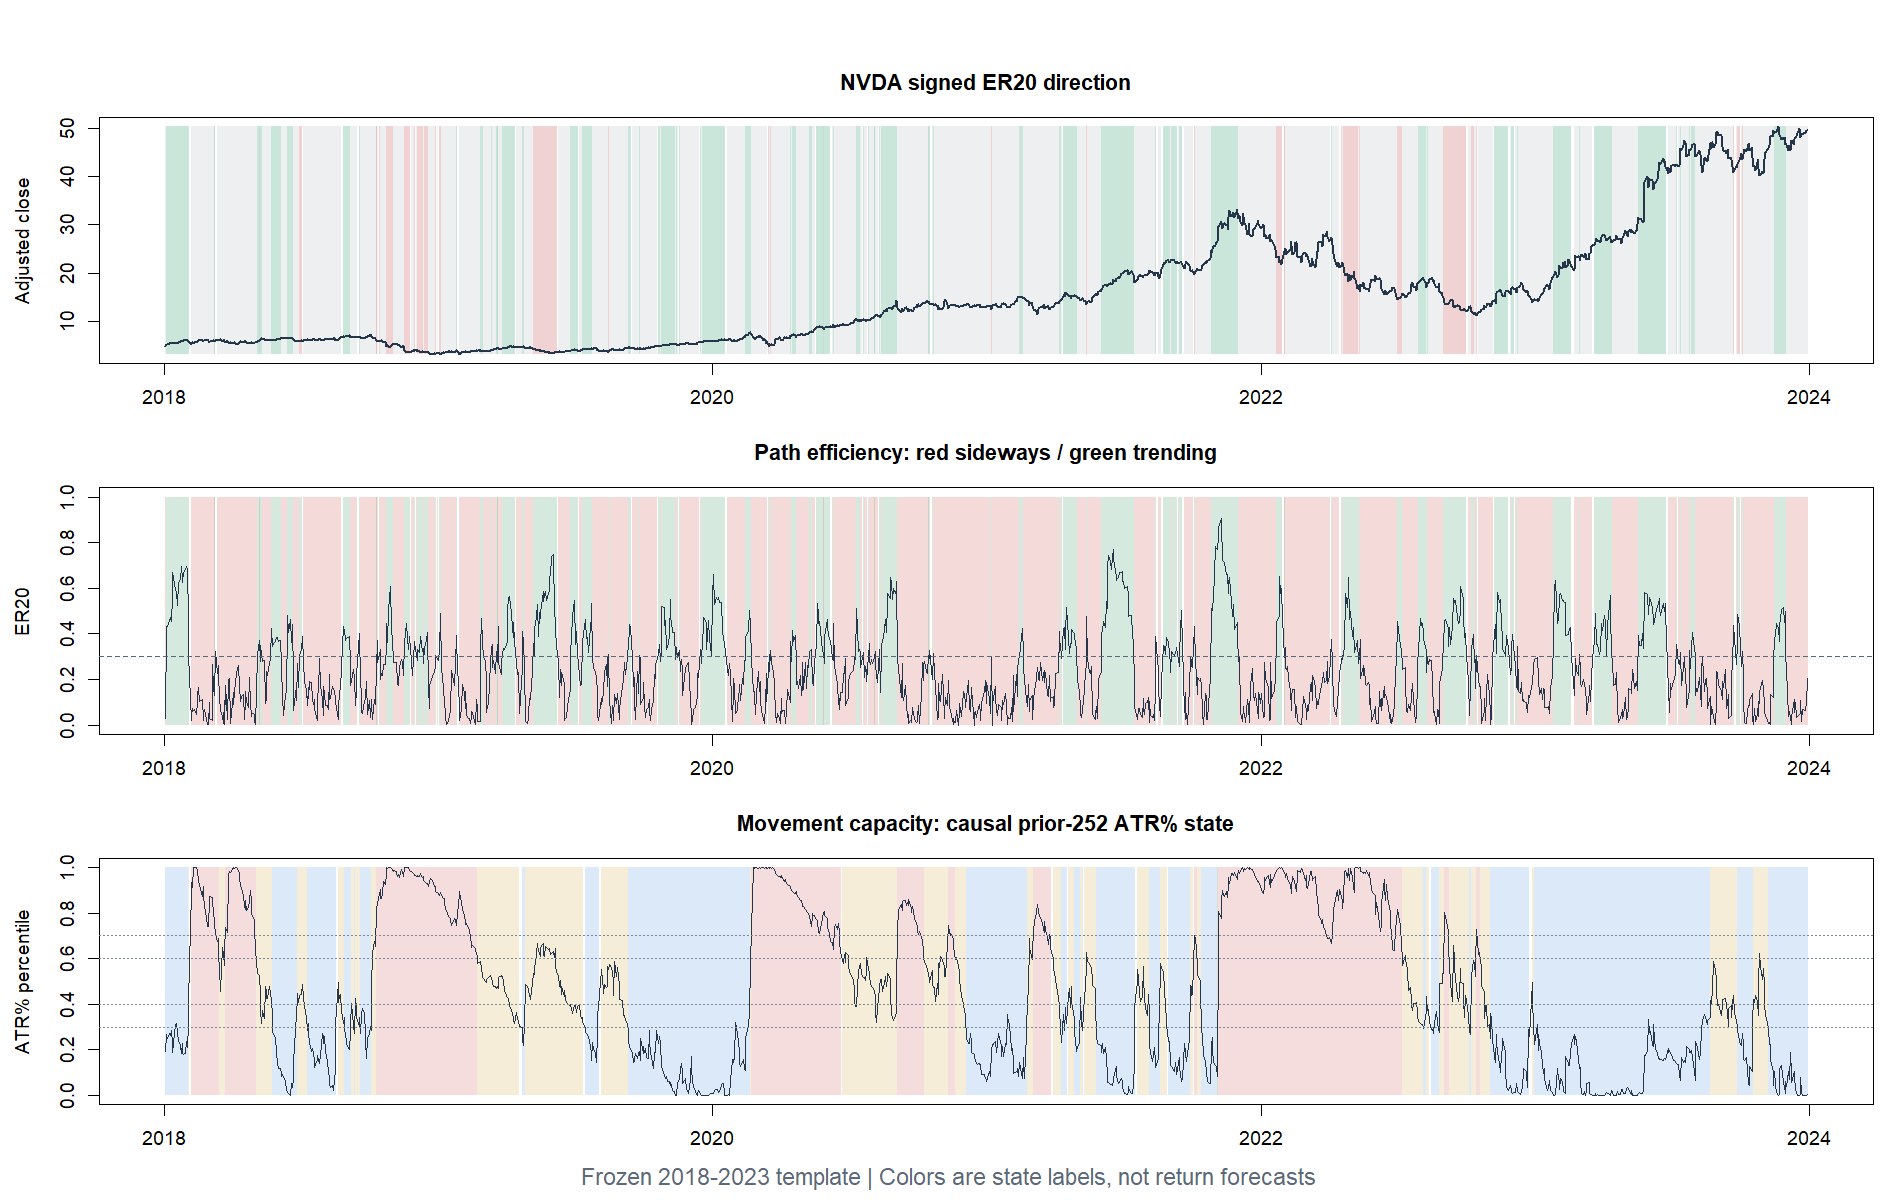 NVDA signed ER20 direction
Adjusted close
50
40
30
20
10
2018 2020 2022 2024
Path efficiency: red sideways / green trending
ER20
1.0
0.8
0.6
0.4
0.2
0.0
2018 2020 2022 2024
Movement capacity: causal prior-252 ATR% state
ATR% percentile
1.0
0.8
0.6
0.4
0.2
0.0
2018 2020 2022 2024
Frozen 2018-2023 template | Colors are state labels, not return forecasts